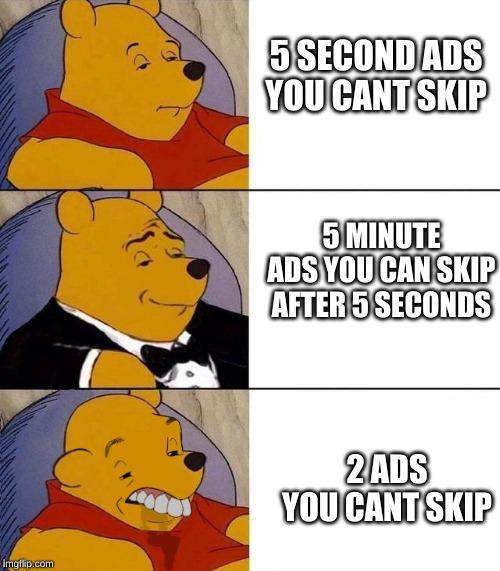 5 SECOND ADS
YOU CANT SKIP
5 MINUTE
ADS YOU CAN SKIP
AFTER 5 SECONDS
2 ADS
YOU CANT SKIP
imgflip.com